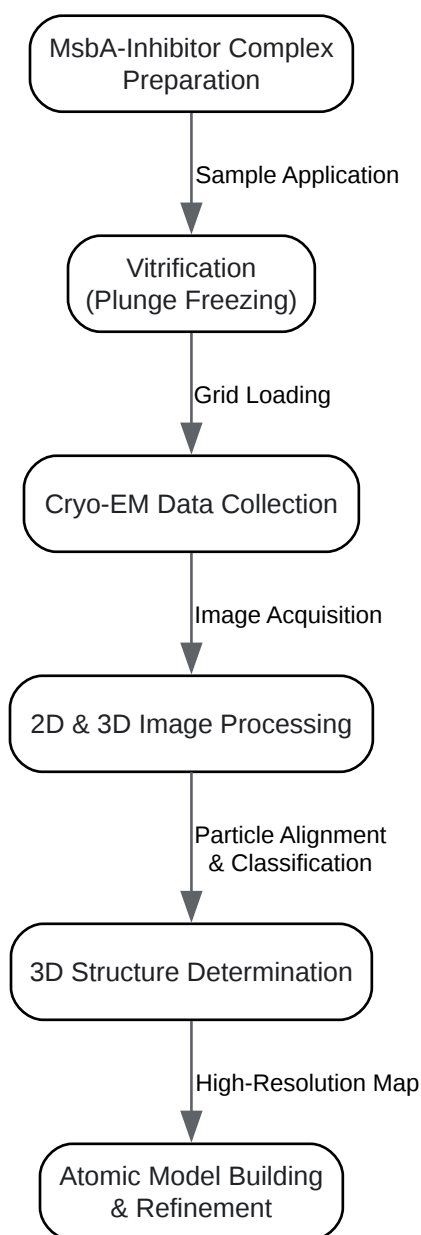 MsbA-Inhibitor Complex
Preparation
Sample Application
Vitrification
(Plunge Freezing)
Grid Loading
Cryo-EM Data Collection
Image Acquisition
2D & 3D Image Processing
Particle Alignment
& Classification
3D Structure Determination
High-Resolution Map
Atomic Model Building
& Refinement